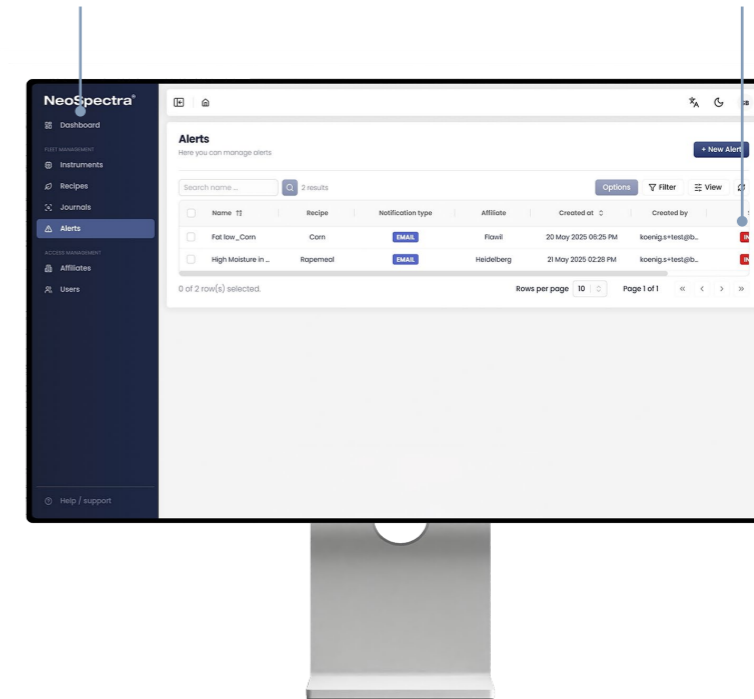 NeoSpectra®
Dashboard
FLEET MANAGEMENT
Instruments
Recipes
Journals
Alerts
ACCESS MANAGEMENT
Affiliates
Users
Help / support
Alerts
Here you can manage alerts
+ New Alert
Search name ...
2 results
Options
Filter
View
Name
Recipe
Notification type
Affiliate
Created at
Created by
Fat low_Corn
Corn
EMAIL
Flawil
20 May 2025 06:25 PM
koenig.s+test@b...
IN
High Moisture in ...
Rapemeal
EMAIL
Heidelberg
21 May 2025 02:28 PM
koenig.s+test@b...
IN
0 of 2 row(s) selected.
Rows per page 10
Page 1 of 1